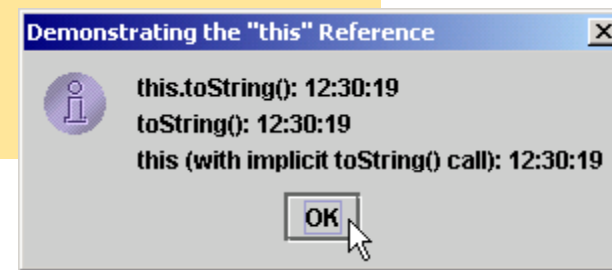 Demonstrating the "this" Reference
this.toString(): 12:30:19
toString(): 12:30:19
this (with implicit toString() call): 12:30:19
OK